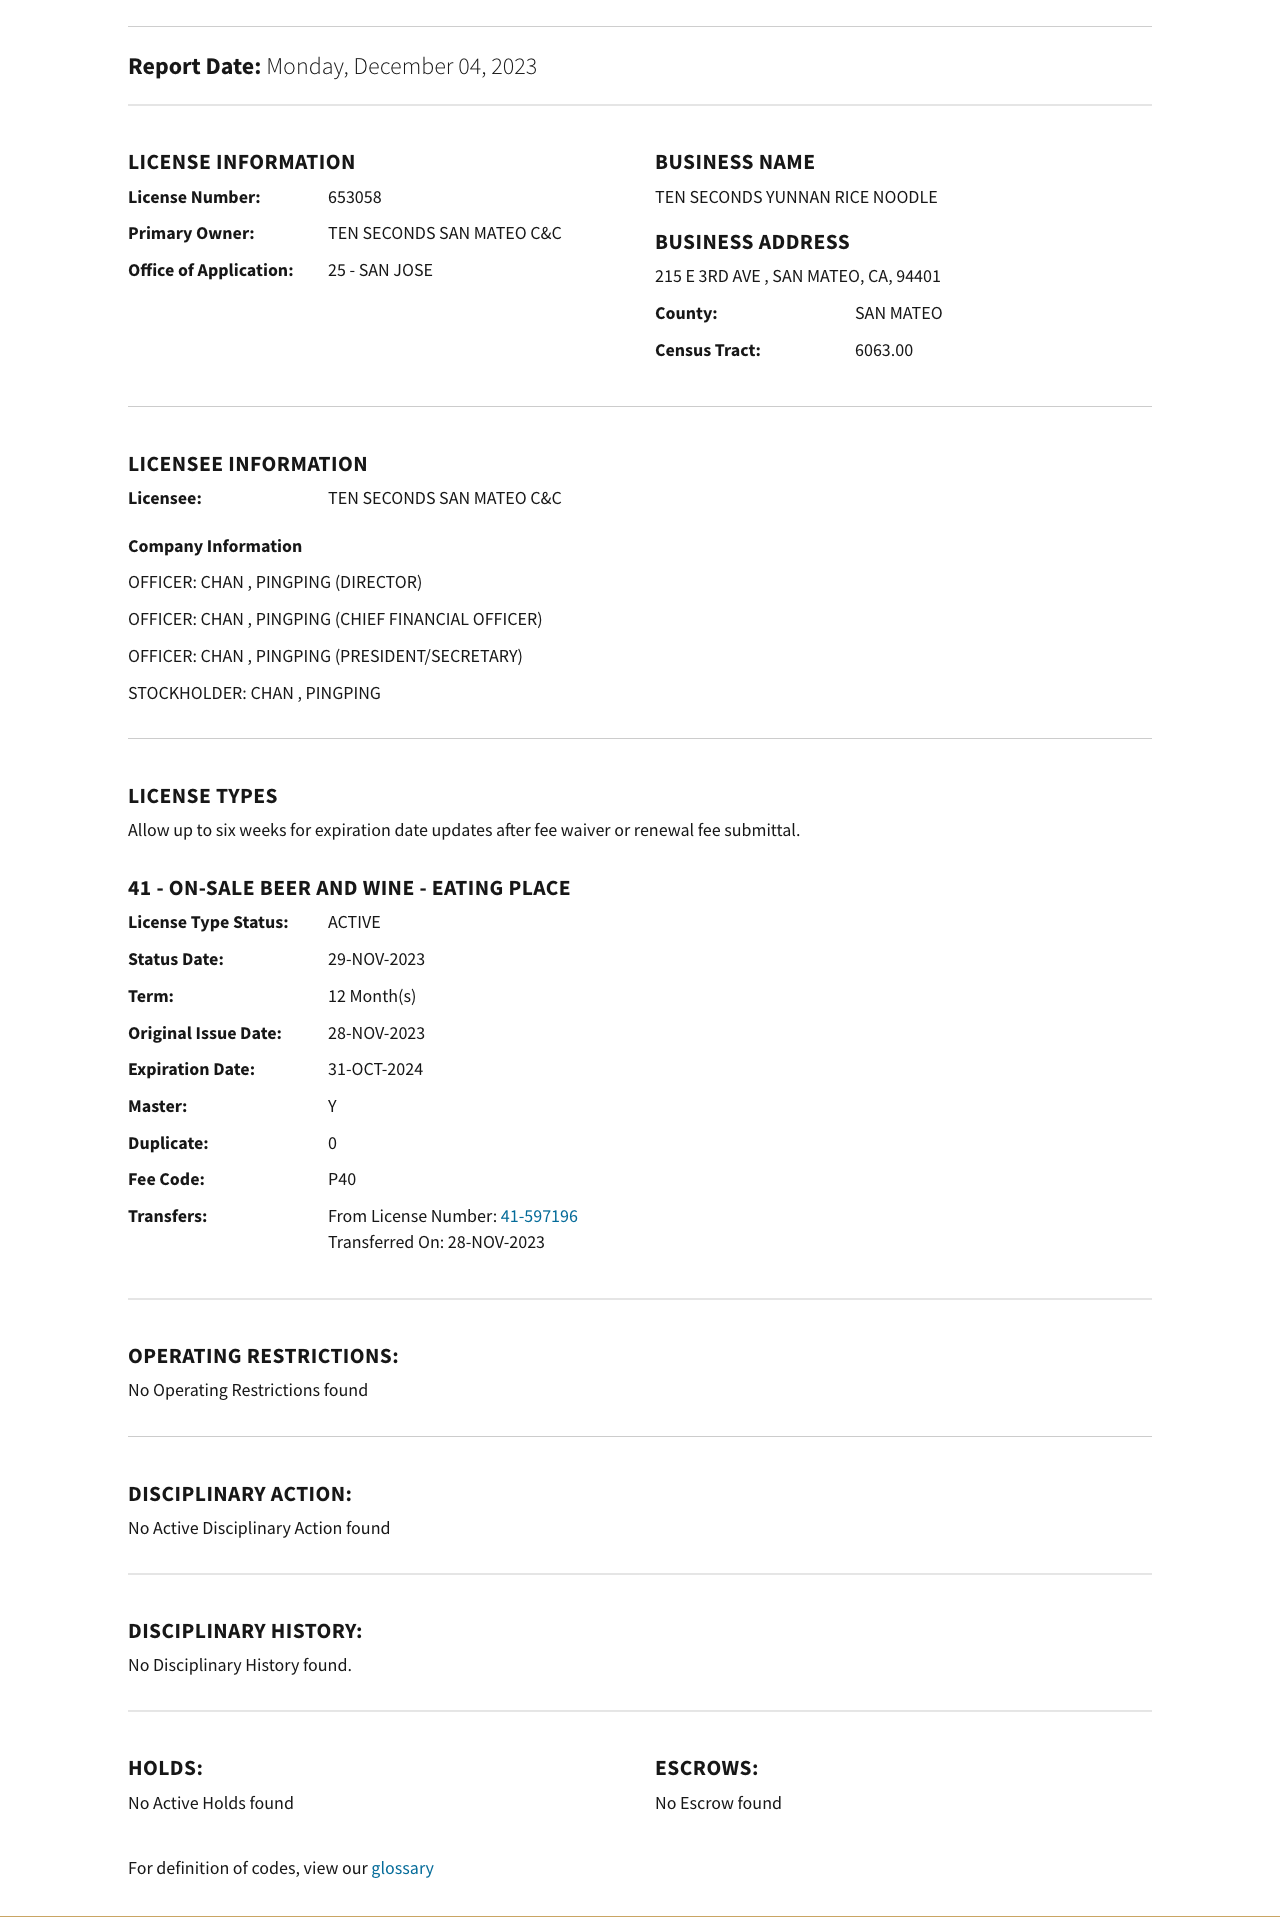 Report Date: Monday, December 04, 2023
LICENSE INFORMATION
License Number: 653058
Primary Owner: TEN SECONDS SAN MATEO C&C
Office of Application: 25 - SAN JOSE
BUSINESS NAME
TEN SECONDS YUNNAN RICE NOODLE
BUSINESS ADDRESS
215 E 3RD AVE , SAN MATEO, CA, 94401
County: SAN MATEO
Census Tract: 6063.00
LICENSEE INFORMATION
Licensee: TEN SECONDS SAN MATEO C&C
Company Information
OFFICER: CHAN , PINGPING (DIRECTOR)
OFFICER: CHAN , PINGPING (CHIEF FINANCIAL OFFICER)
OFFICER: CHAN , PINGPING (PRESIDENT/SECRETARY)
STOCKHOLDER: CHAN , PINGPING
LICENSE TYPES
Allow up to six weeks for expiration date updates after fee waiver or renewal fee submittal.
41 - ON-SALE BEER AND WINE - EATING PLACE
License Type Status: ACTIVE
Status Date: 29-NOV-2023
Term: 12 Month(s)
Original Issue Date: 28-NOV-2023
Expiration Date: 31-OCT-2024
Master: Y
Duplicate: 0
Fee Code: P40
Transfers: From License Number: 41-597196
Transferred On: 28-NOV-2023
OPERATING RESTRICTIONS:
No Operating Restrictions found
DISCIPLINARY ACTION:
No Active Disciplinary Action found
DISCIPLINARY HISTORY:
No Disciplinary History found.
HOLDS:
No Active Holds found
ESCROWS:
No Escrow found
For definition of codes, view our glossary